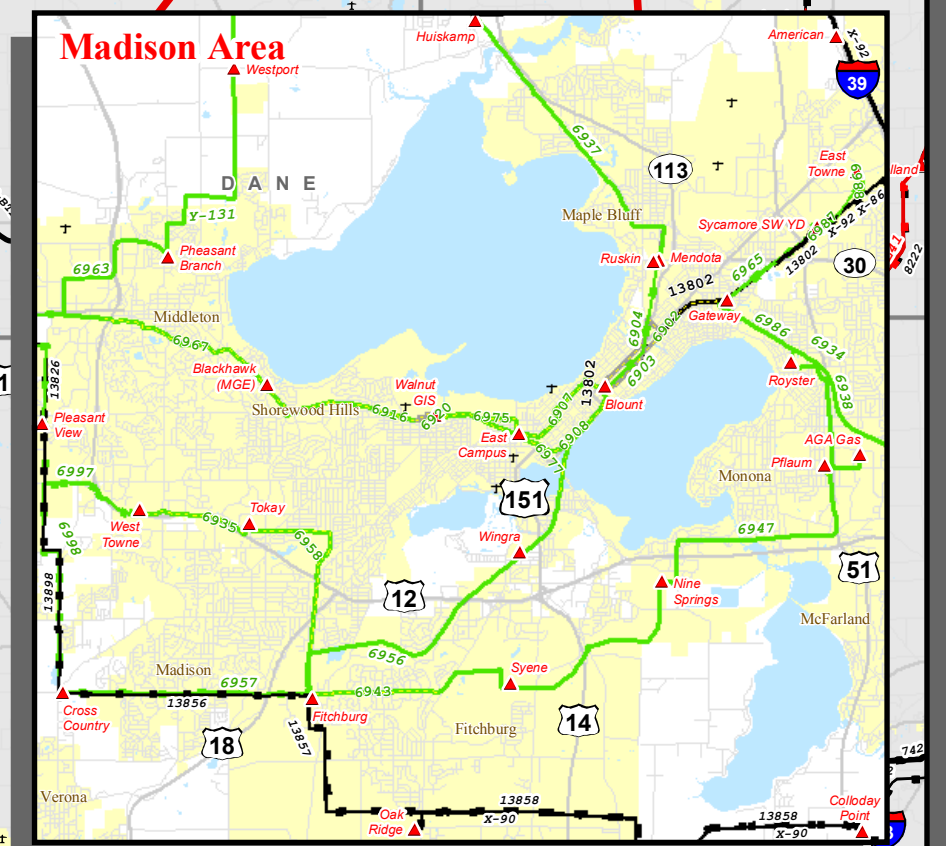 Madison Area
Huiskamp
American
X-92
39
Westport
6937
113
East
Towne
lland
DANE
6988
Y-131
Maple Bluff
Sycamore SW YD
6987
X-92 X-86
Pheasant
Branch
Ruskin
Mendota
6965
13802
30
8222
6963
13802
Gateway
Middleton
6904
6902
6986
6934
6967
Blackhawk
(MGE)
13826
Walnut
GIS
13802
6903
Royster
6938
Shorewood Hills
6916
6920
6975
6907
Blount
Pleasant
View
East
Campus
6908
AGA Gas
6977
Pflaum
Monona
6997
151
West
Towne
6935
Tokay
6998
6958
Wingra
6947
51
13898
12
Nine
Springs
McFarland
6956
Madison
Syene
6957
6943
13856
Cross
Country
Fitchburg
18
13857
14
Fitchburg
742
Verona
13858
X-90
Oak
Ridge
Colloday
Point
13858
X-90